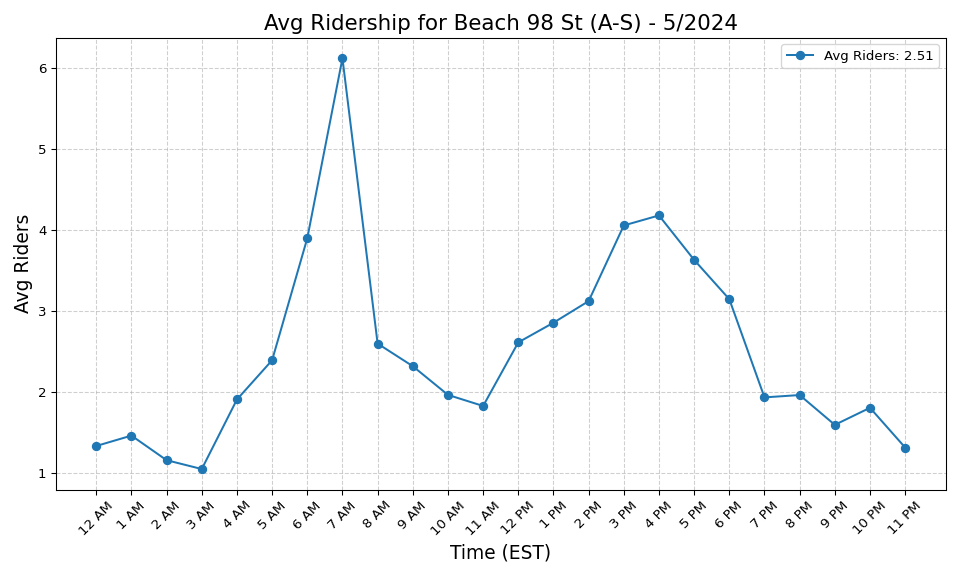 Avg Ridership for Beach 98 St (A-S) - 5/2024
Avg Riders: 2.51
Avg Riders
6
5
4
3
2
1
12 AM
1 AM
2 AM
3 AM
4 AM
5 AM
6 AM
7 AM
8 AM
9 AM
10 AM
11 AM
12 PM
1 PM
2 PM
3 PM
4 PM
5 PM
6 PM
7 PM
8 PM
9 PM
10 PM
11 PM
Time (EST)